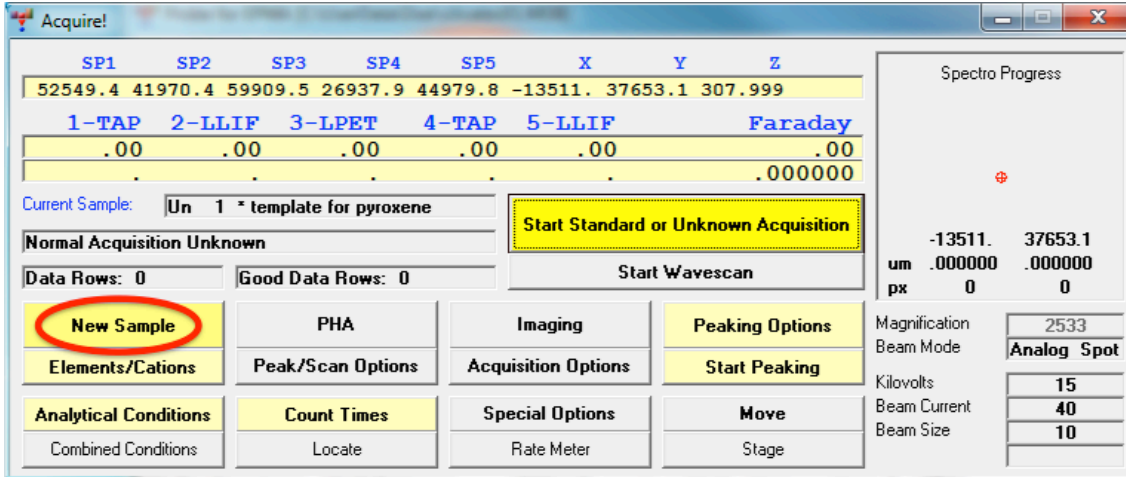 Acquire!
SP1 SP2 SP3 SP4 SP5 X Y Z
52549.4 41970.4 59909.5 26937.9 44979.8 -13511. 37653.1 307.999
1-TAP 2-LLIF 3-LPET 4-TAP 5-LLIF Faraday
.00 .00 .00 .00 .00 .00
. . . . . .000000
Current Sample: Un 1 * template for pyroxene
Normal Acquisition Unknown
Data Rows: 0 Good Data Rows: 0
Start Standard or Unknown Acquisition
Start Wavescan
New Sample PHA Imaging Peaking Options
Elements/Cations Peak/Scan Options Acquisition Options Start Peaking
Analytical Conditions Count Times Special Options Move
Combined Conditions Locate Rate Meter Stage
Spectro Progress
-13511. 37653.1
um .000000 .000000
px 0 0
Magnification 2533
Beam Mode Analog Spot
Kilovolts 15
Beam Current 40
Beam Size 10